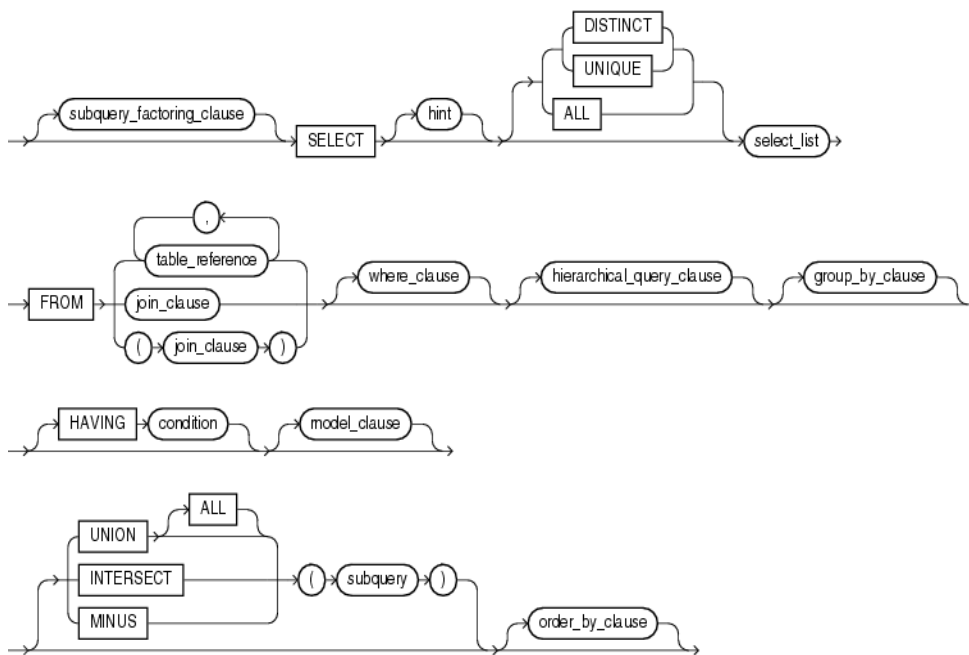 DISTINCT
UNIQUE
ALL
subquery_factoring_clause SELECT hint select_list
,
table_reference
FROM join_clause where_clause hierarchical_query_clause group_by_clause
( join_clause )
HAVING condition model_clause
ALL
UNION
INTERSECT ( subquery )
MINUS order_by_clause